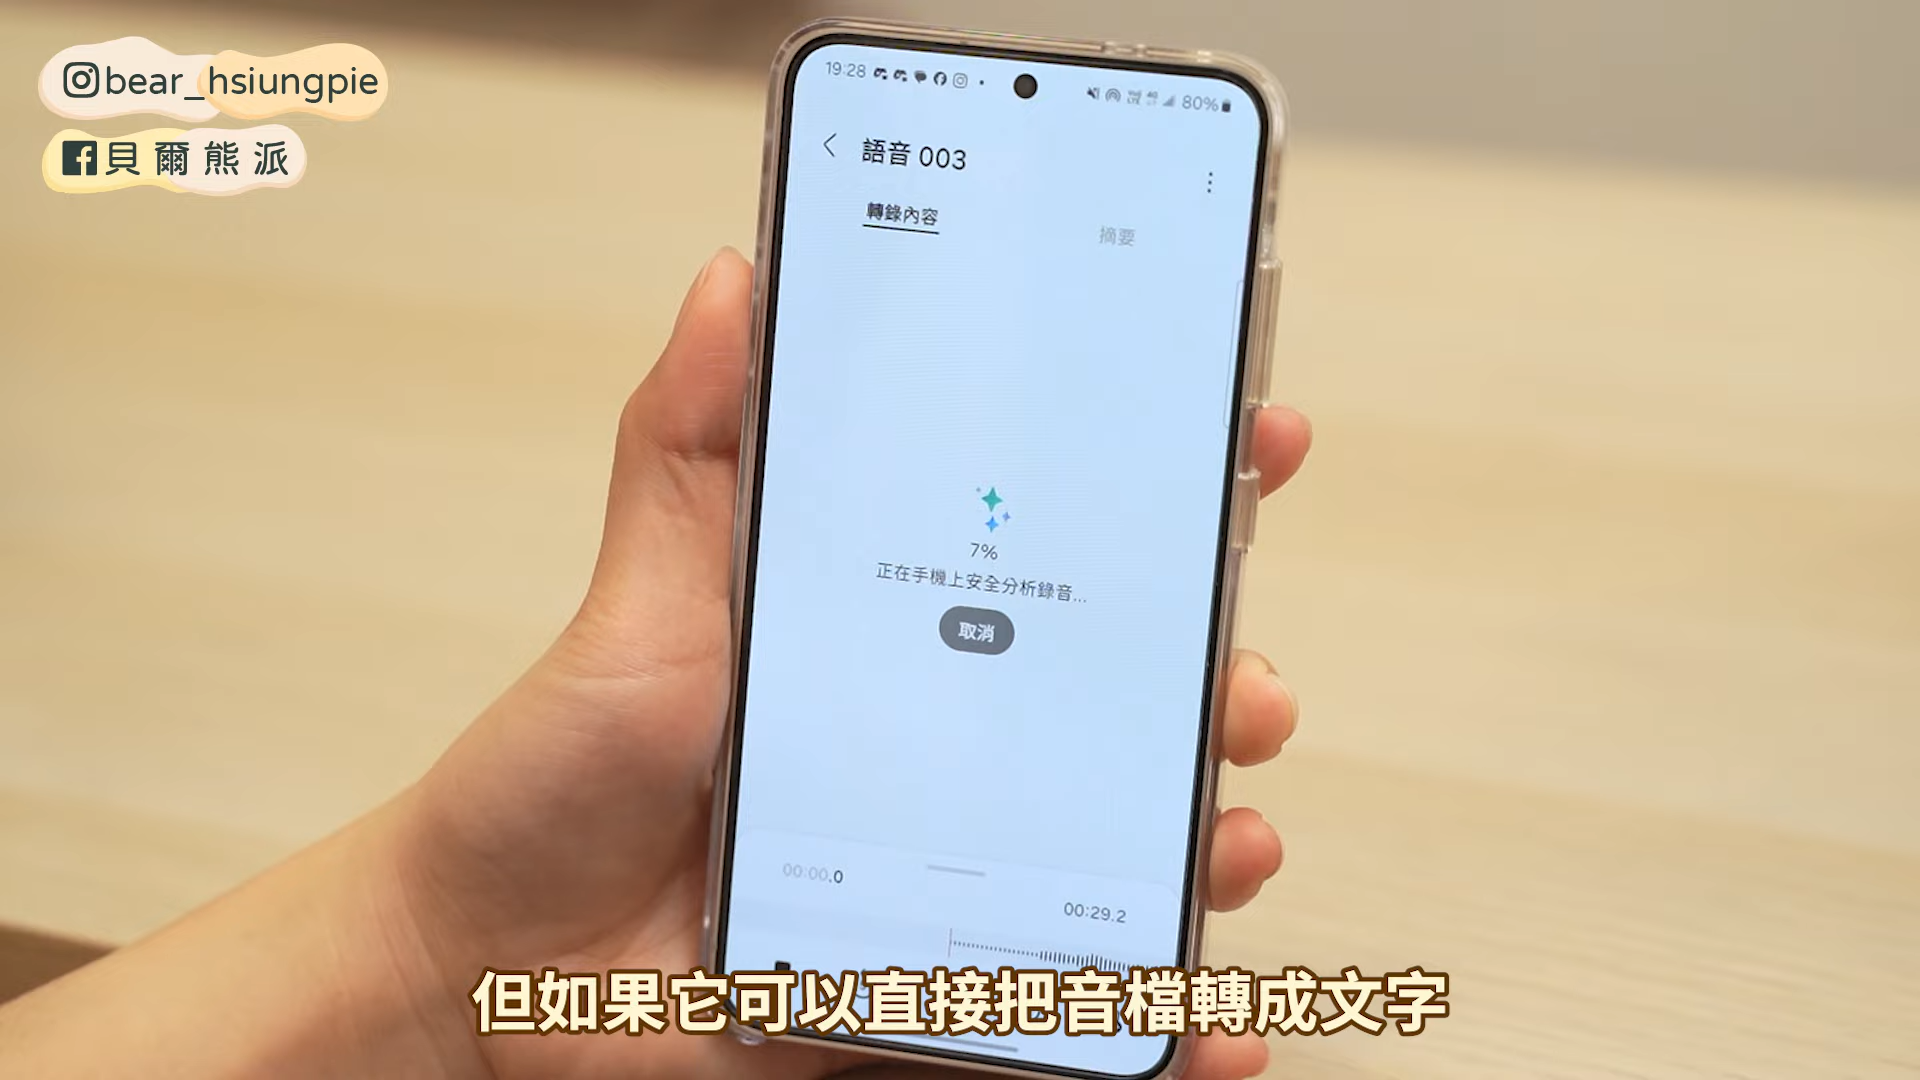 bear_hsiungpie
貝爾熊派
19:28
80%
語音 003
轉錄內容
摘要
7%
正在手機上安全分析錄音...
取消
00:00.0
00:29.2
但如果它可以直接把音檔轉成文字